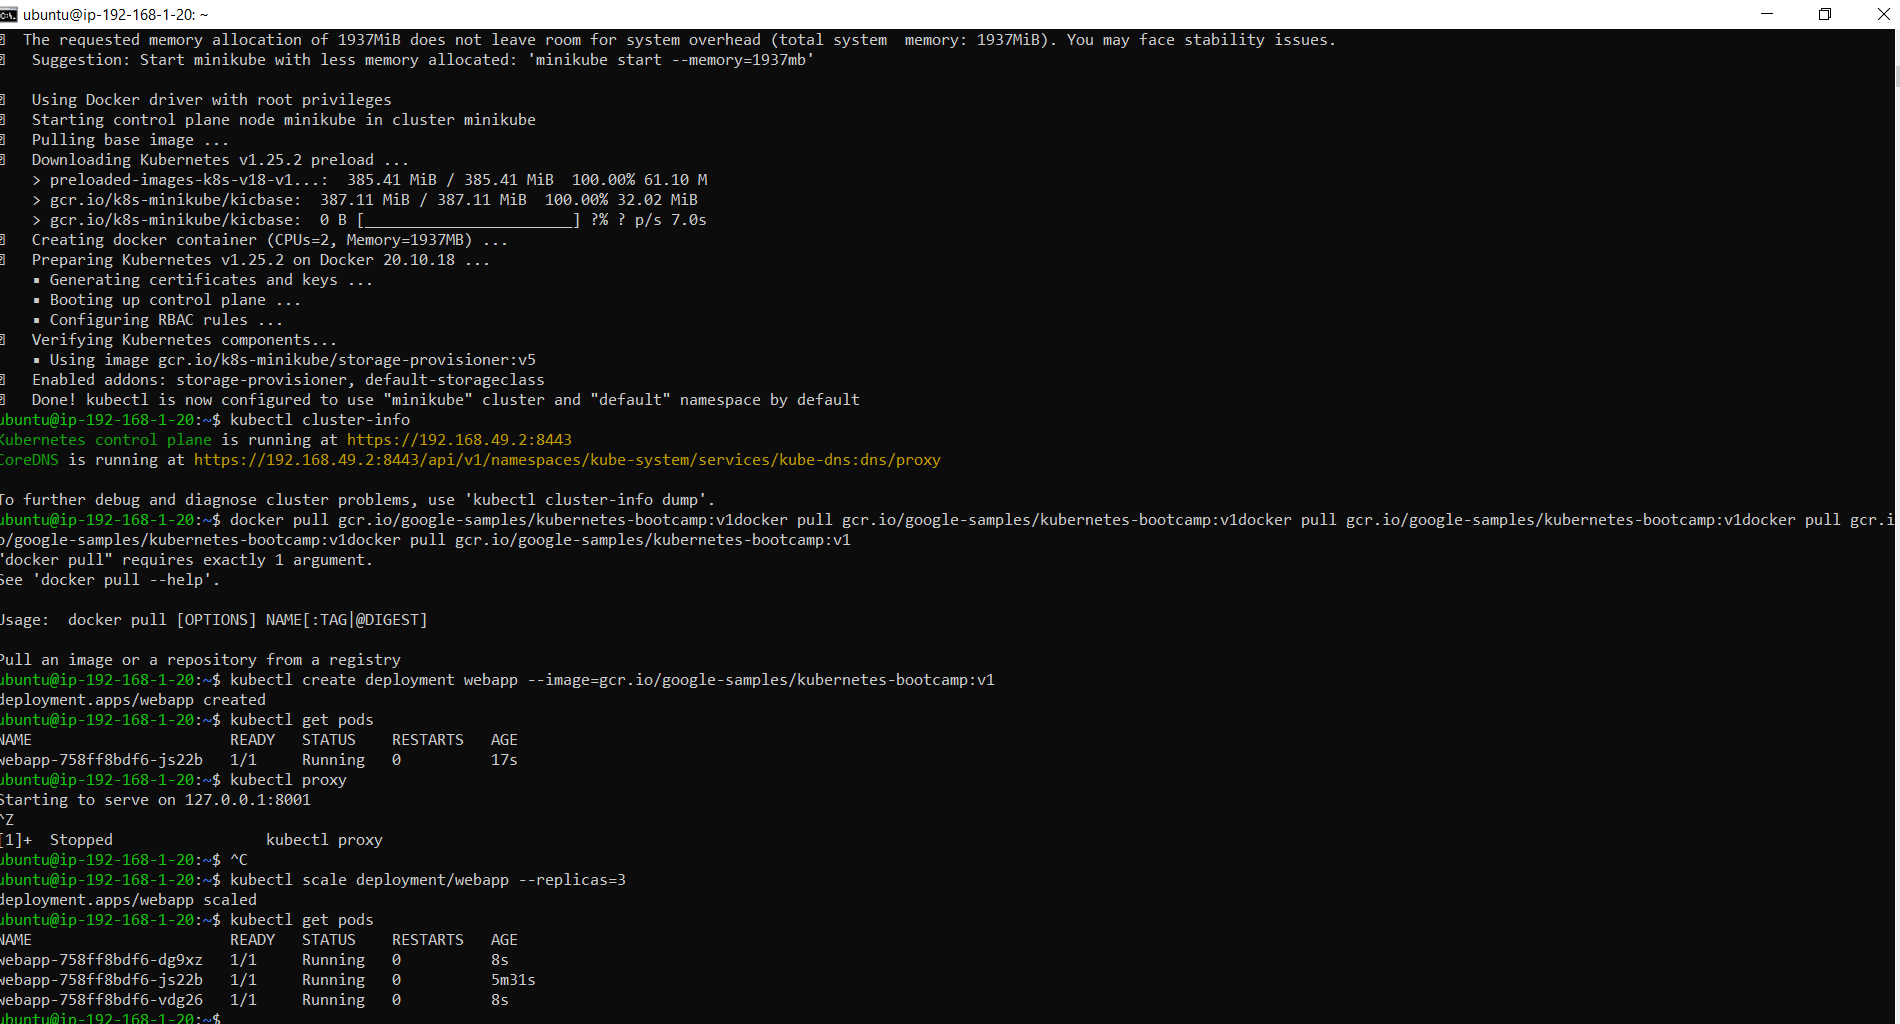 ubuntu@ip-192-168-1-20: ~
The requested memory allocation of 1937MiB does not leave room for system overhead (total system  memory: 1937MiB). You may face stability issues.
Suggestion: Start minikube with less memory allocated: 'minikube start --memory=1937mb'
Using Docker driver with root privileges
Starting control plane node minikube in cluster minikube
Pulling base image ...
Downloading Kubernetes v1.25.2 preload ...
> preloaded-images-k8s-v18-v1...:  385.41 MiB / 385.41 MiB  100.00% 61.10 M
> gcr.io/k8s-minikube/kicbase:  387.11 MiB / 387.11 MiB  100.00% 32.02 MiB
> gcr.io/k8s-minikube/kicbase:  0 B [_______________________] ?% ? p/s 7.0s
Creating docker container (CPUs=2, Memory=1937MB) ...
Preparing Kubernetes v1.25.2 on Docker 20.10.18 ...
▪ Generating certificates and keys ...
▪ Booting up control plane ...
▪ Configuring RBAC rules ...
Verifying Kubernetes components...
▪ Using image gcr.io/k8s-minikube/storage-provisioner:v5
Enabled addons: storage-provisioner, default-storageclass
Done! kubectl is now configured to use "minikube" cluster and "default" namespace by default
ubuntu@ip-192-168-1-20:~$ kubectl cluster-info
Kubernetes control plane is running at https://192.168.49.2:8443
CoreDNS is running at https://192.168.49.2:8443/api/v1/namespaces/kube-system/services/kube-dns:dns/proxy
To further debug and diagnose cluster problems, use 'kubectl cluster-info dump'.
ubuntu@ip-192-168-1-20:~$ docker pull gcr.io/google-samples/kubernetes-bootcamp:v1docker pull gcr.io/google-samples/kubernetes-bootcamp:v1docker pull gcr.io/google-samples/kubernetes-bootcamp:v1docker pull gcr.i
o/google-samples/kubernetes-bootcamp:v1docker pull gcr.io/google-samples/kubernetes-bootcamp:v1
"docker pull" requires exactly 1 argument.
See 'docker pull --help'.
Usage:  docker pull [OPTIONS] NAME[:TAG|@DIGEST]
Pull an image or a repository from a registry
ubuntu@ip-192-168-1-20:~$ kubectl create deployment webapp --image=gcr.io/google-samples/kubernetes-bootcamp:v1
deployment.apps/webapp created
ubuntu@ip-192-168-1-20:~$ kubectl get pods
NAME                      READY   STATUS    RESTARTS   AGE
webapp-758ff8bdf6-js22b   1/1     Running   0          17s
ubuntu@ip-192-168-1-20:~$ kubectl proxy
Starting to serve on 127.0.0.1:8001
^Z
[1]+  Stopped                 kubectl proxy
ubuntu@ip-192-168-1-20:~$ ^C
ubuntu@ip-192-168-1-20:~$ kubectl scale deployment/webapp --replicas=3
deployment.apps/webapp scaled
ubuntu@ip-192-168-1-20:~$ kubectl get pods
NAME                      READY   STATUS    RESTARTS   AGE
webapp-758ff8bdf6-dg9xz   1/1     Running   0          8s
webapp-758ff8bdf6-js22b   1/1     Running   0          5m31s
webapp-758ff8bdf6-vdg26   1/1     Running   0          8s
ubuntu@ip-192-168-1-20:~$